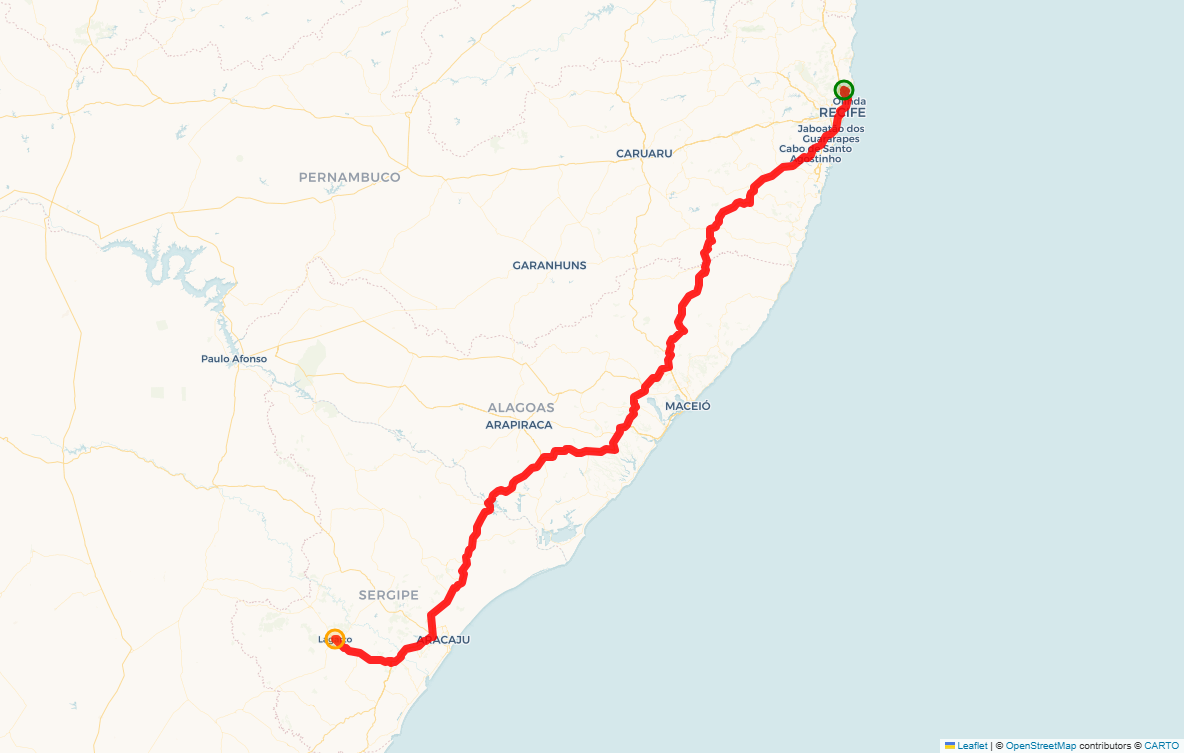 Olinda
RECIFE
Jaboatão dos
Guararapes
Cabo de Santo
Agostinho
CARUARU
PERNAMBUCO
GARANHUNS
Paulo Afonso
MACEIÓ
ALAGOAS
ARAPIRACA
SERGIPE
Lagarto
ARACAJU
Leaflet | © OpenStreetMap contributors © CARTO